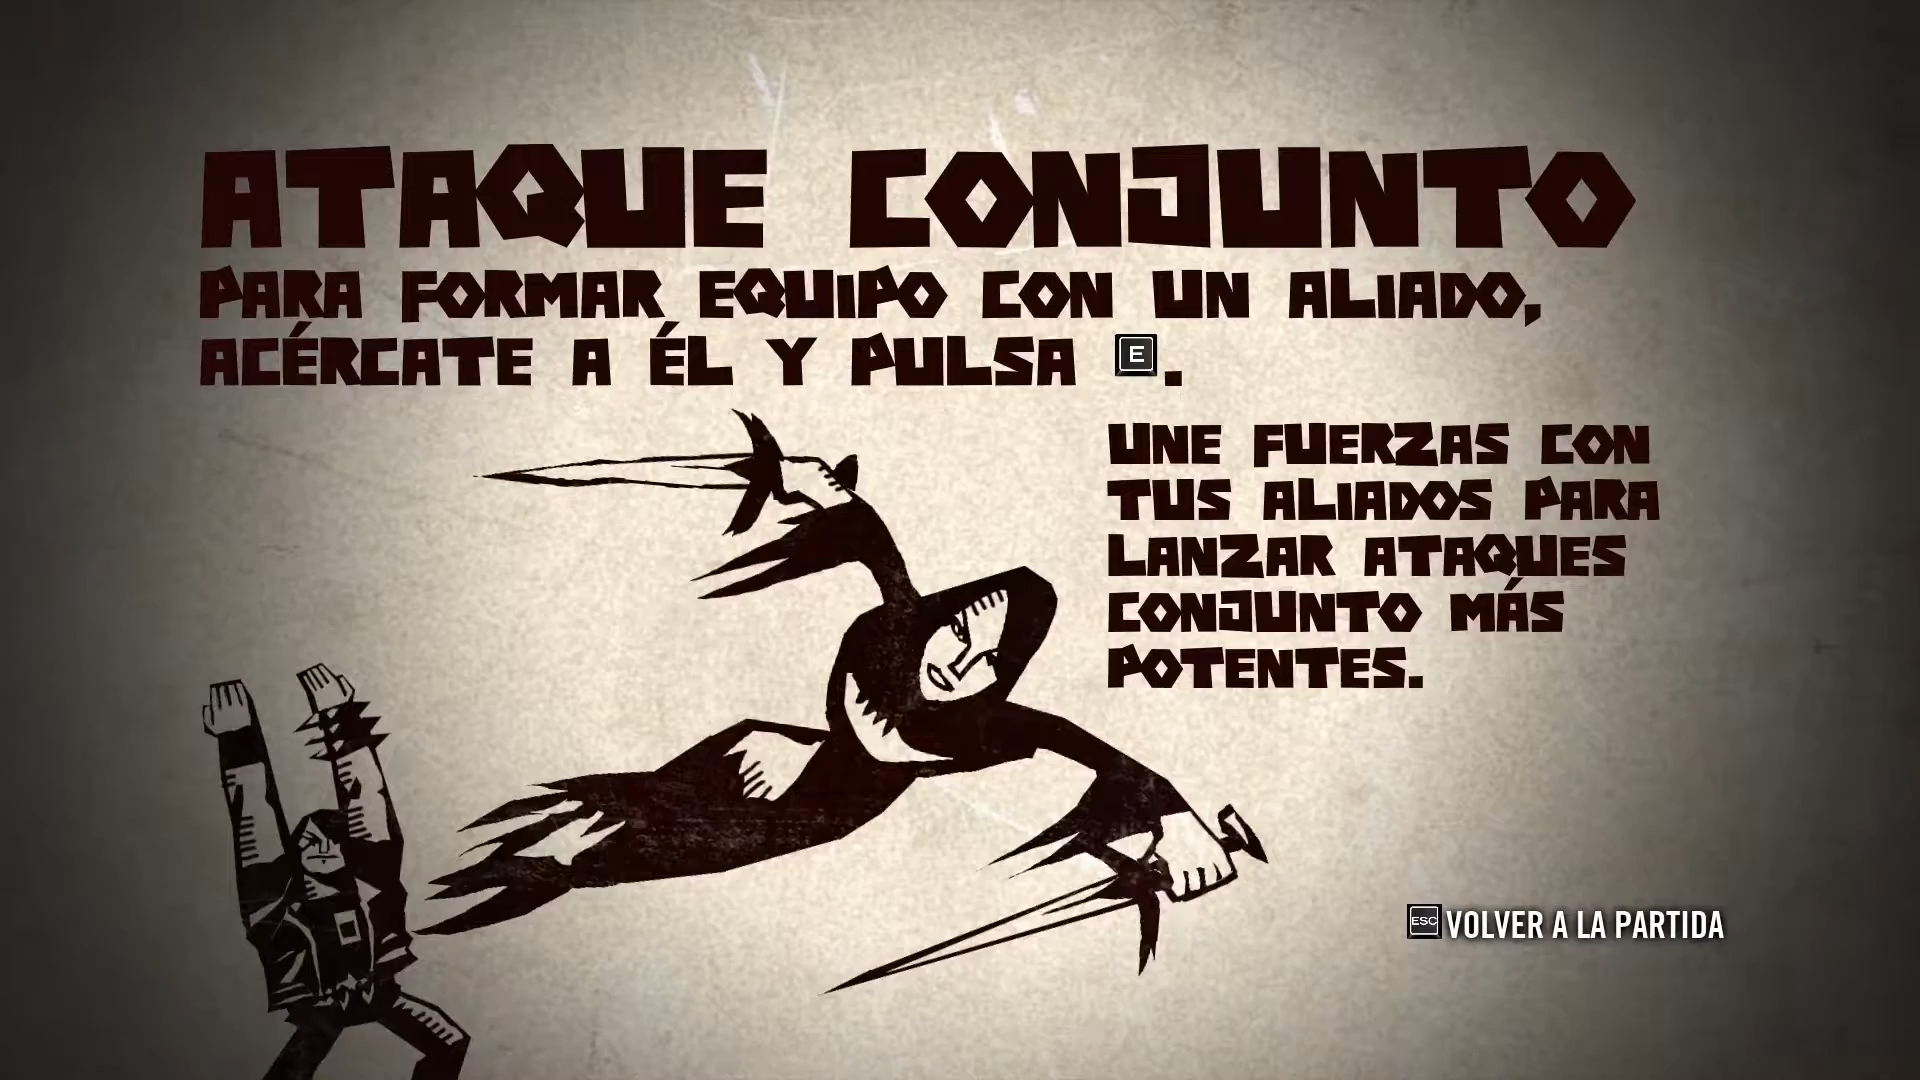 ATAQUE CONJUNTO
PARA FORMAR EQUIPO CON UN ALIADO,
ACÉRCATE A ÉL Y PULSA E.
UNE FUERZAS CON
TUS ALIADOS PARA
LANZAR ATAQUES
CONJUNTO MÁS
POTENTES.
ESC VOLVER A LA PARTIDA